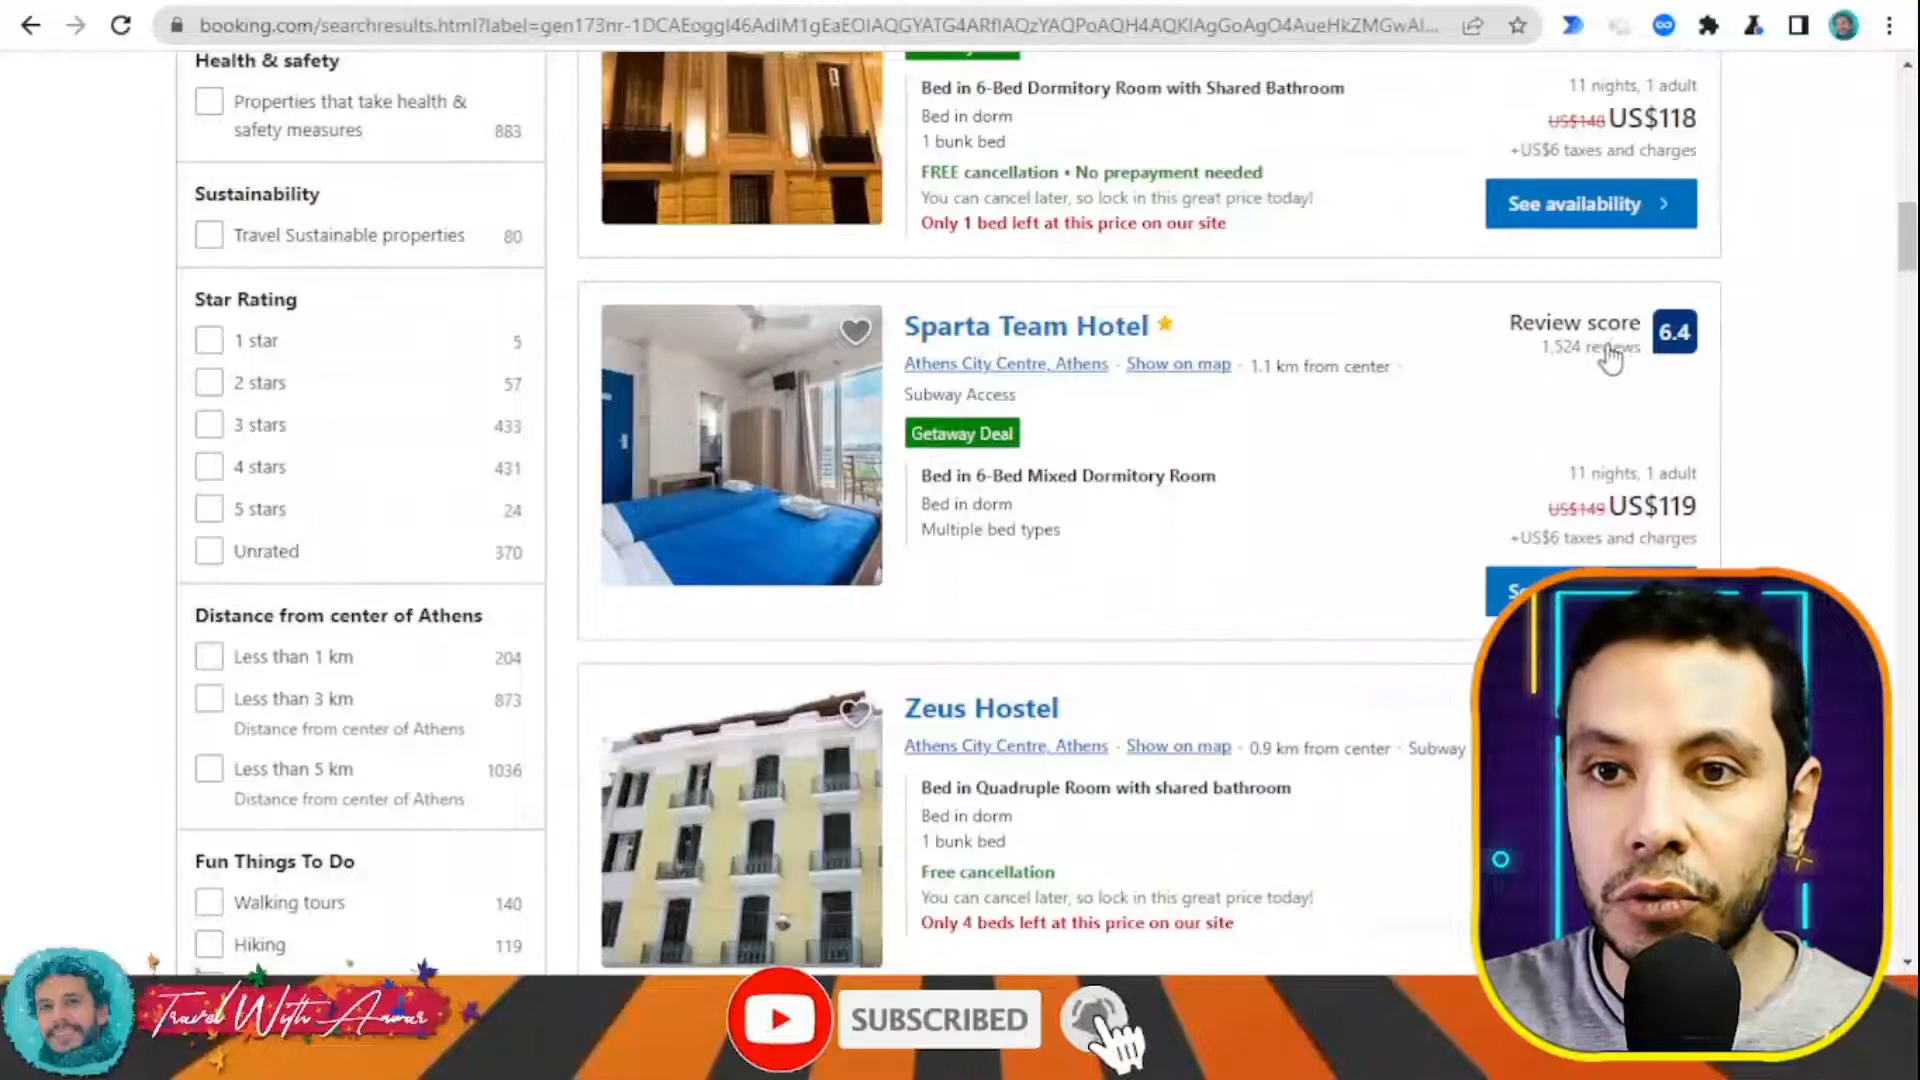 booking.com/searchresults.html?label=gen173nr-1DCAEoggI46AdIM1gEaEOIAQGYATG4ARfIAQzYAQPoAQH4AQKIAgGoAgO4AueHkZMGwAI...
Health & safety
Properties that take health &
safety measures 883
Sustainability
Travel Sustainable properties 80
Star Rating
1 star 5
2 stars 57
3 stars 433
4 stars 431
5 stars 24
Unrated 370
Distance from center of Athens
Less than 1 km 204
Less than 3 km 873
Distance from center of Athens
Less than 5 km 1036
Distance from center of Athens
Fun Things To Do
Walking tours 140
Hiking 119
Bed in 6-Bed Dormitory Room with Shared Bathroom
Bed in dorm
1 bunk bed
FREE cancellation • No prepayment needed
You can cancel later, so lock in this great price today!
Only 1 bed left at this price on our site
11 nights, 1 adult
US$148 US$118
+US$6 taxes and charges
See availability
Sparta Team Hotel
Athens City Centre, Athens · Show on map · 1.1 km from center ·
Subway Access
Getaway Deal
Bed in 6-Bed Mixed Dormitory Room
Bed in dorm
Multiple bed types
Review score 6.4
1,524 reviews
11 nights, 1 adult
US$149 US$119
+US$6 taxes and charges
Zeus Hostel
Athens City Centre, Athens · Show on map · 0.9 km from center · Subway
Bed in Quadruple Room with shared bathroom
Bed in dorm
1 bunk bed
Free cancellation
You can cancel later, so lock in this great price today!
Only 4 beds left at this price on our site
Travel With Anwar
SUBSCRIBED